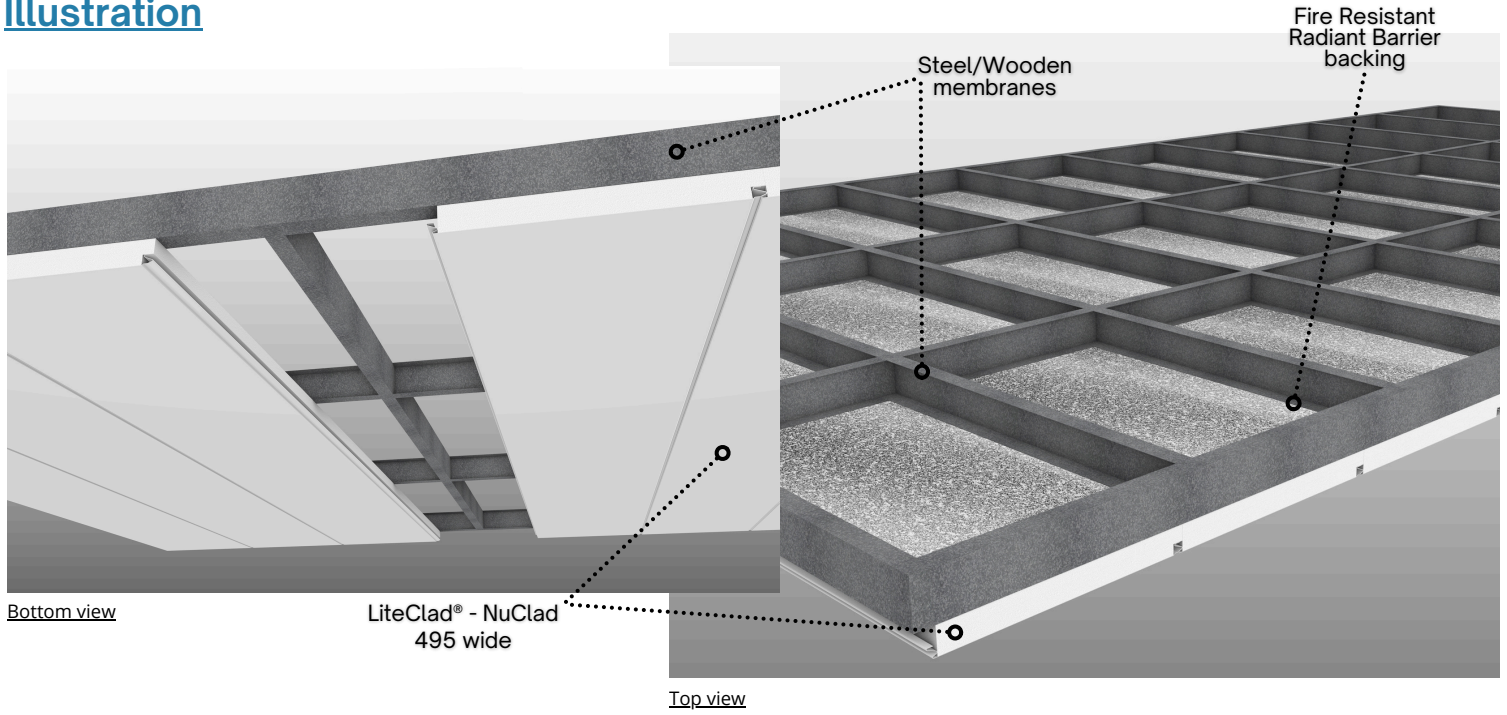 Illustration
Fire Resistant
Radiant Barrier
backing
Steel/Wooden
membranes
Bottom view
LiteClad® - NuClad
495 wide
Top view